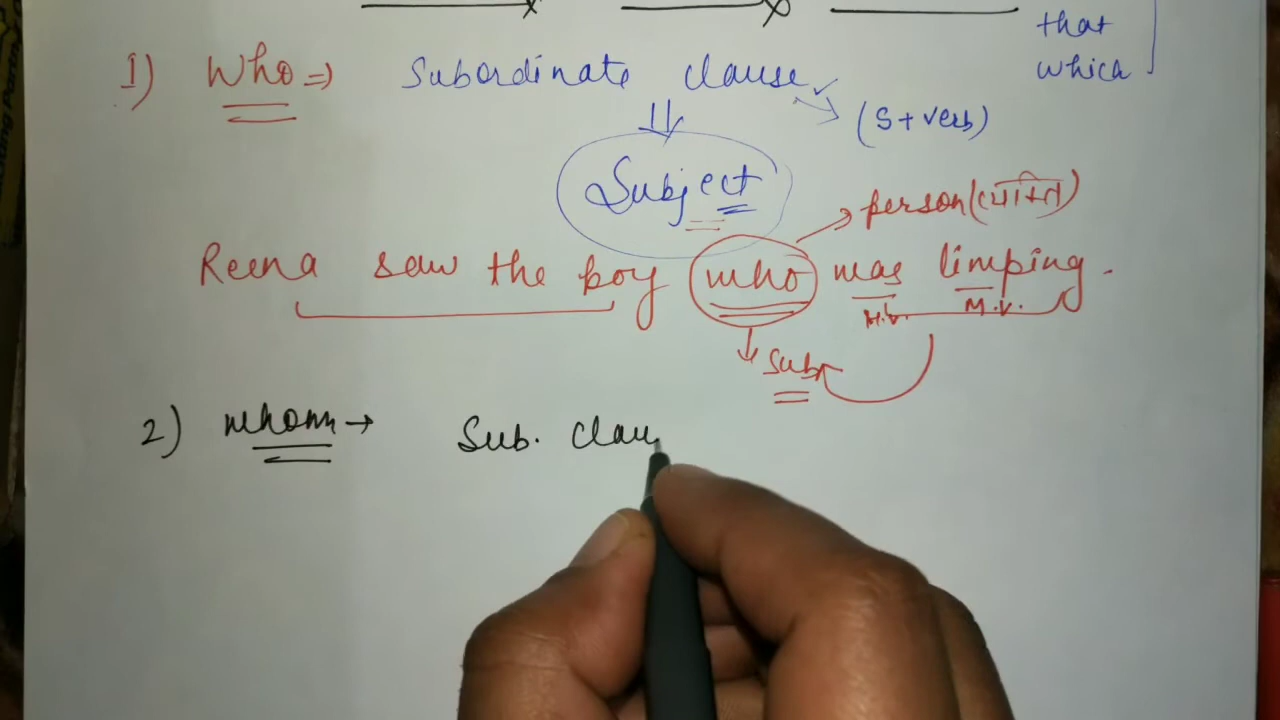 that
which
1) Who ⇒ Subordinate clause ✓
(S + verb)
Subject
person (व्यक्ति)
Reena saw the boy who was limping.
H.V. M.V.
Subj
2) whom → Sub. clau